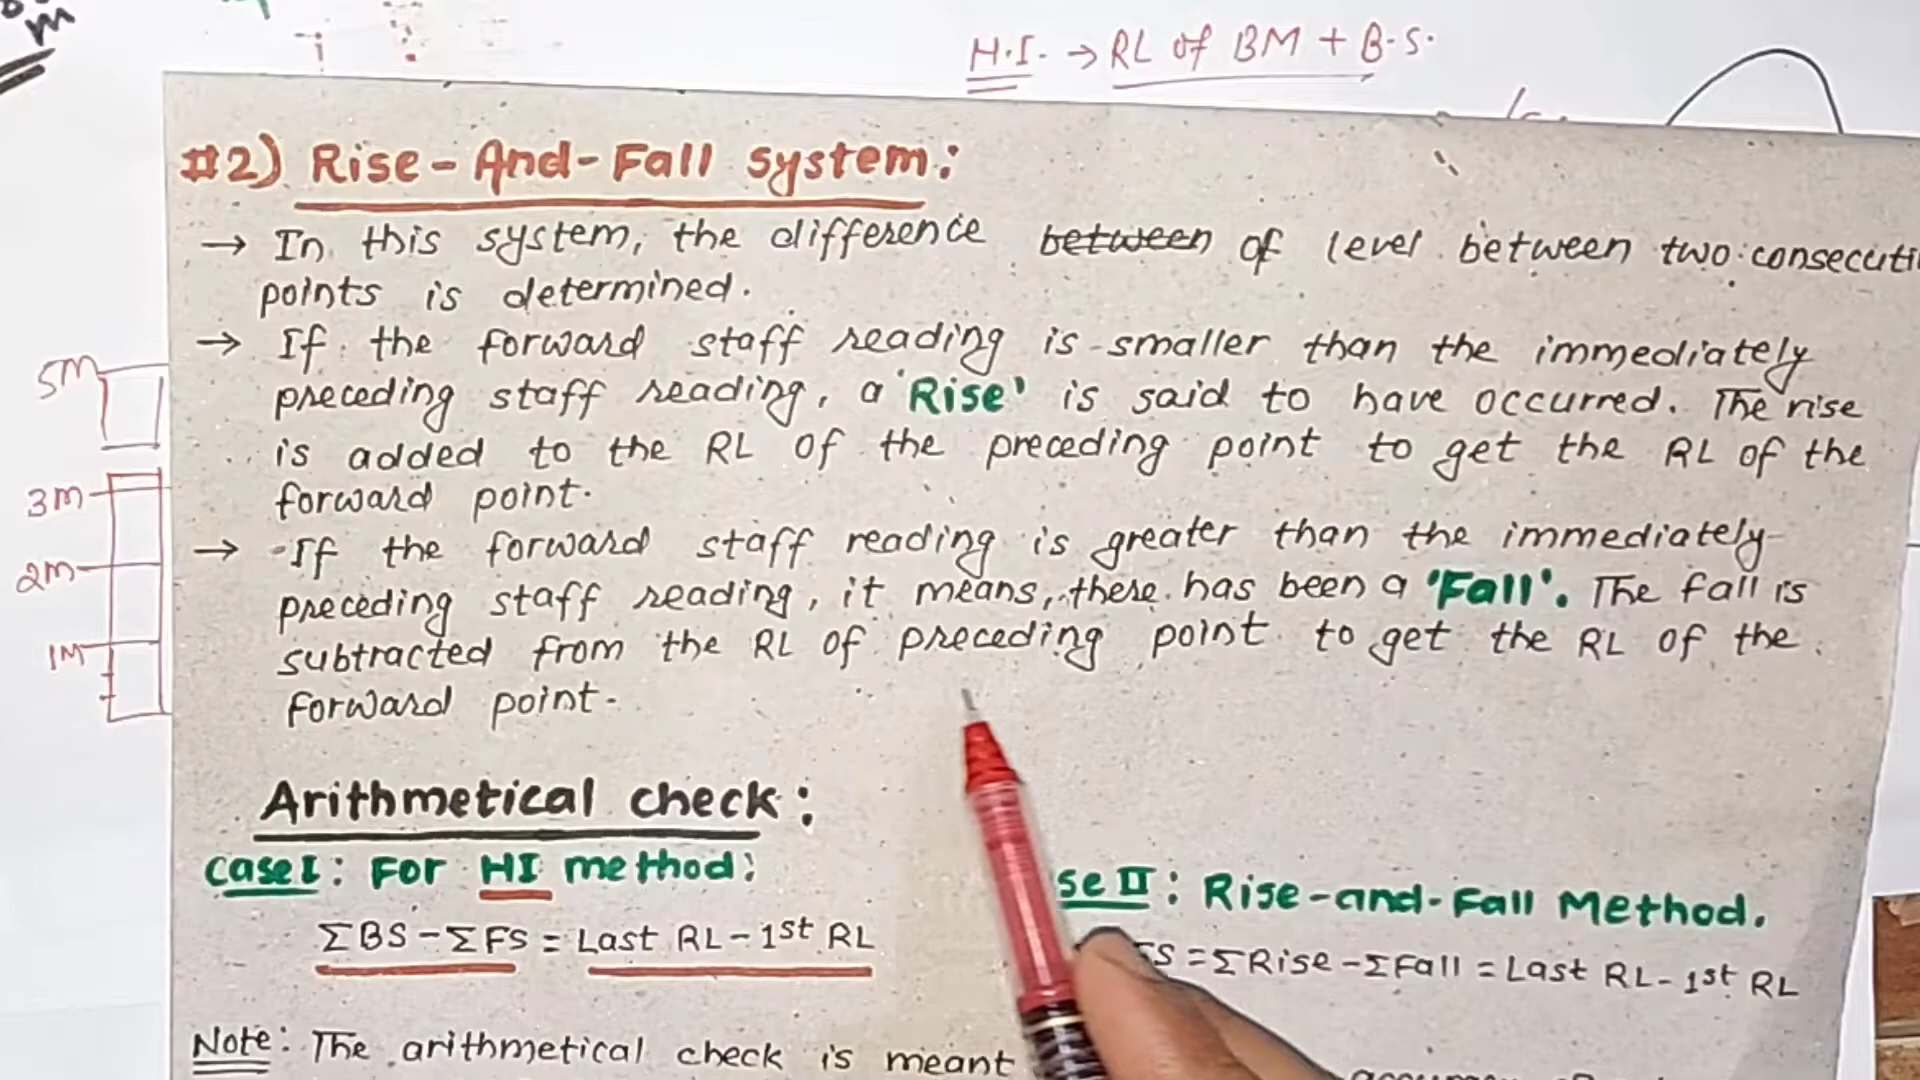 m
H.I. → RL of BM + B.S.
#2) Rise-And-Fall system:
→ In this system, the difference between of level between two consecuti
points is determined.
→ If the forward staff reading is smaller than the immediately
preceding staff reading, a 'Rise' is said to have occurred. The rise
is added to the RL of the preceding point to get the RL of the
forward point.
→ If the forward staff reading is greater than the immediately
preceding staff reading, it means, there has been a 'Fall'. The fall is
subtracted from the RL of preceding point to get the RL of the
forward point.
5M
3M
2M
1M
Arithmetical check:
Case I: For HI method:
ΣBS - ΣFS = Last RL - 1st RL
se II: Rise-and-Fall Method.
FS = ΣRise - ΣFall = Last RL - 1st RL
Note: The arithmetical check is meant